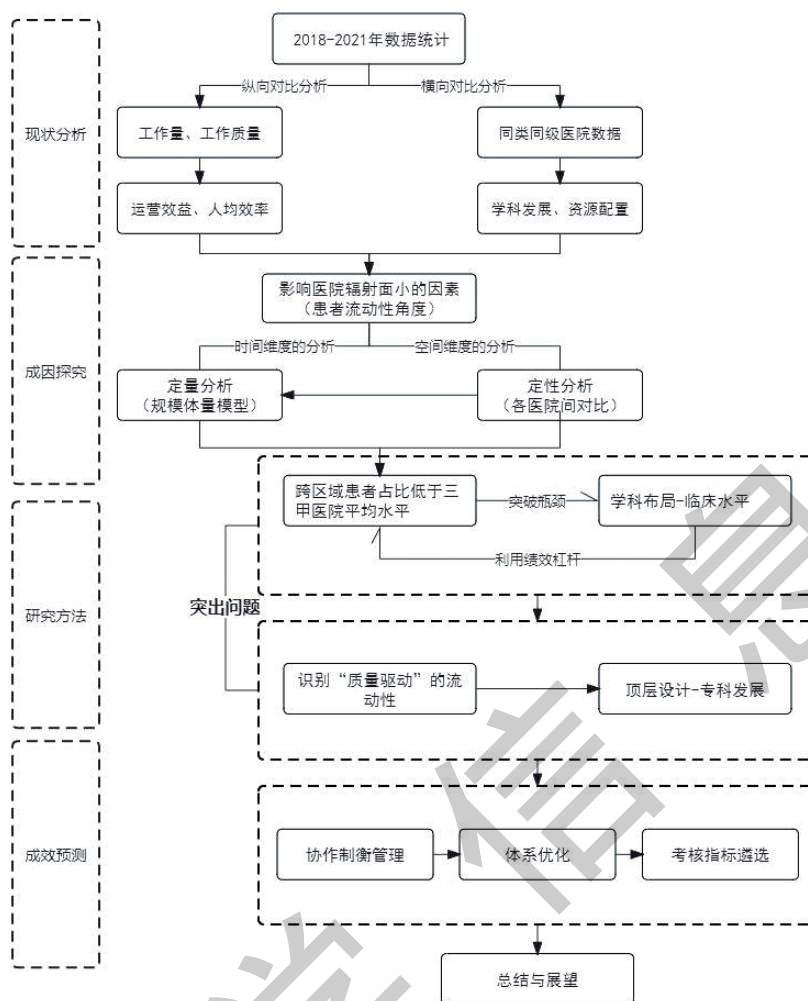 2018-2021年数据统计
纵向对比分析
横向对比分析
现状分析
工作量、工作质量
同类同级医院数据
运营效益、人均效率
学科发展、资源配置
影响医院辐射面小的因素
（患者流动性角度）
时间维度的分析
空间维度的分析
成因探究
定量分析
（规模体量模型）
定性分析
（各医院间对比）
跨区域患者占比低于三
甲医院平均水平
突破瓶颈
学科布局-临床水平
利用绩效杠杆
突出问题
研究方法
识别“质量驱动”的流
动性
顶层设计-专科发展
成效预测
协作制衡管理
体系优化
考核指标遴选
总结与展望
息
信
学